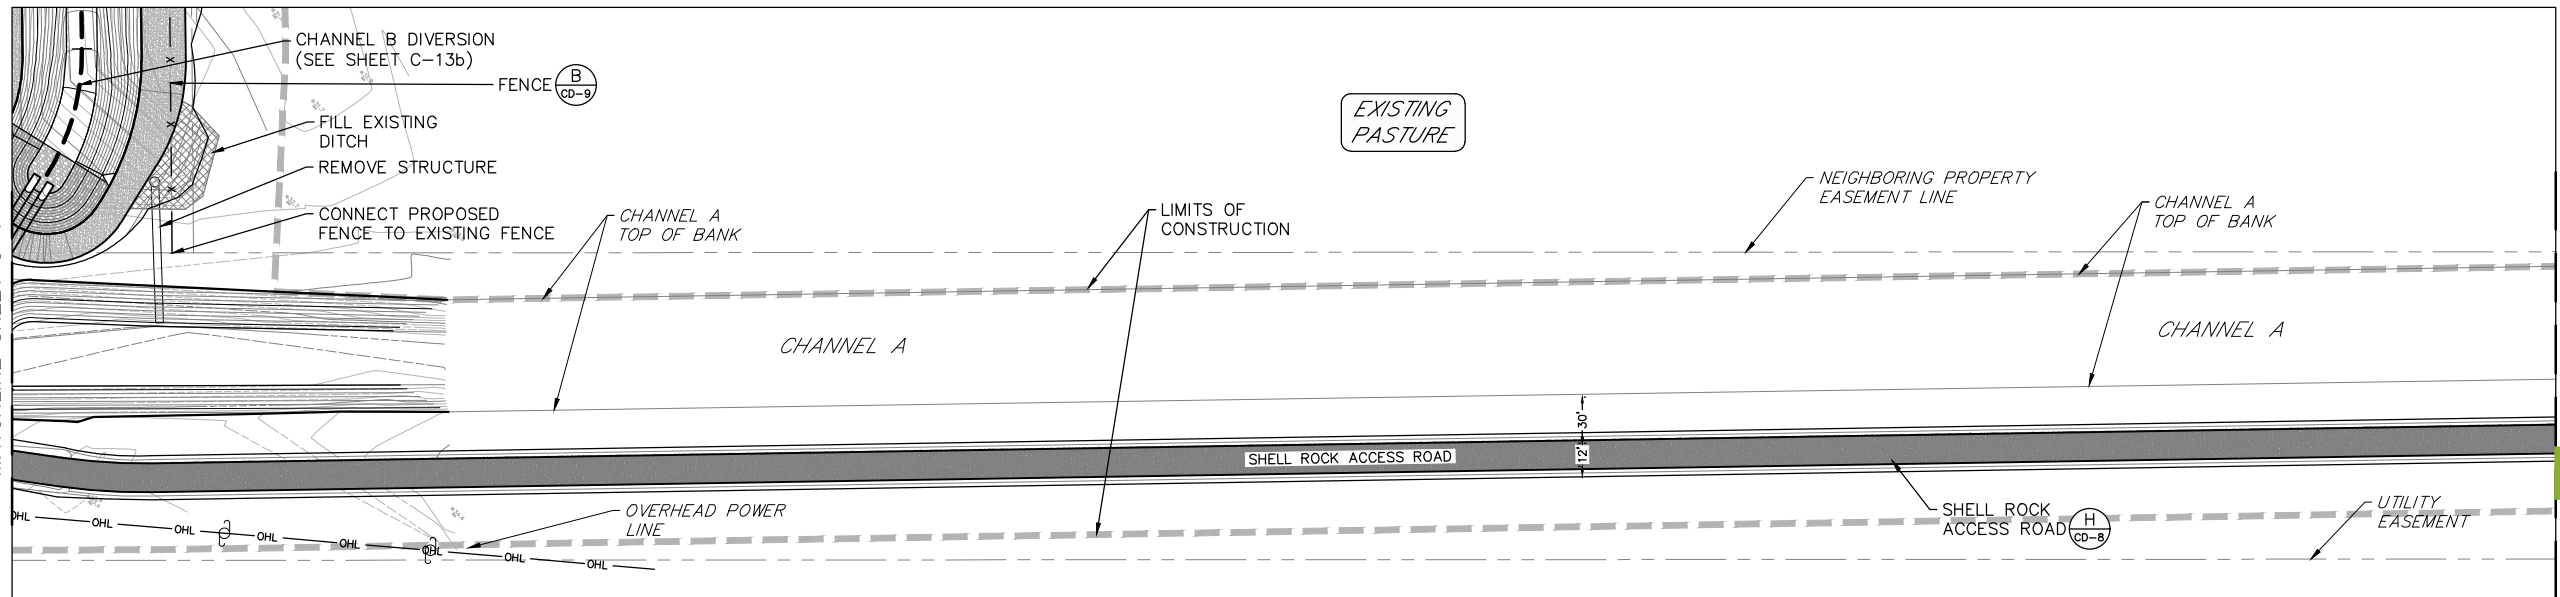 CHANNEL B DIVERSION
(SEE SHEET C-13b)
FENCE
B
CD-9
FILL EXISTING
DITCH
REMOVE STRUCTURE
CONNECT PROPOSED
FENCE TO EXISTING FENCE
CHANNEL A
TOP OF BANK
LIMITS OF
CONSTRUCTION
EXISTING
PASTURE
NEIGHBORING PROPERTY
EASEMENT LINE
CHANNEL A
TOP OF BANK
CHANNEL A
CHANNEL A
30'
12'
SHELL ROCK ACCESS ROAD
OVERHEAD POWER
LINE
SHELL ROCK
ACCESS ROAD
H
CD-8
UTILITY
EASEMENT
OHL
OHL
OHL
OHL
OHL
OHL
OHL
OHL
X
X
X